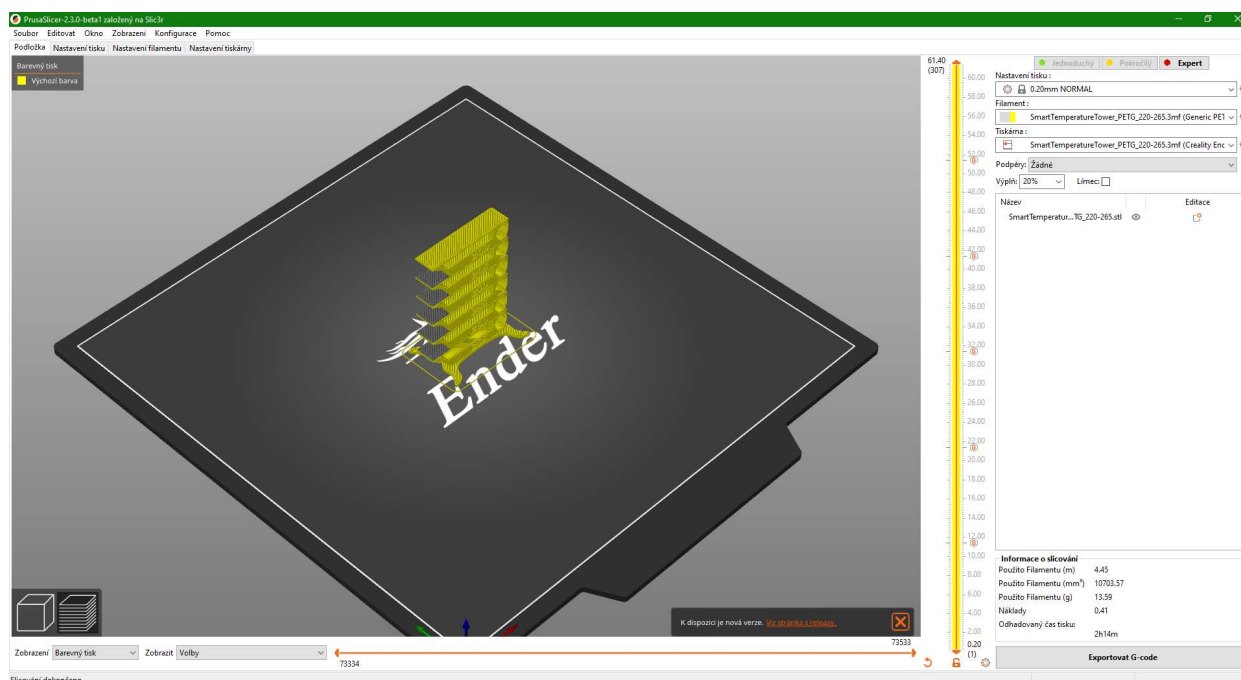 PrusaSlicer-2.3.0-beta1 založený na Slic3r
Soubor Editovat Okno Zobrazení Konfigurace Pomoc
Podložka Nastavení tisku Nastavení filamentu Nastavení tiskárny
Barevný tisk
Výchozí barva
Ender
61.40
(307)
60.00
58.00
56.00
54.00
52.00
G
50.00
48.00
46.00
44.00
42.00
G
40.00
38.00
36.00
34.00
32.00
G
30.00
28.00
26.00
24.00
22.00
G
20.00
18.00
16.00
14.00
12.00
G
10.00
8.00
6.00
4.00
2.00
0.20
(1)
Jednoduchý Pokročilý Expert
Nastavení tisku :
0.20mm NORMAL
Filament :
SmartTemperatureTower_PETG_220-265.3mf (Generic PET
Tiskárna :
SmartTemperatureTower_PETG_220-265.3mf (Creality Enc
Podpěry: Žádné
Výplň: 20% Límec:
Název Editace
SmartTemperatur...TG_220-265.stl
Informace o slicování
Použito Filamentu (m) 4.45
Použito Filamentu (mm³) 10703.57
Použito Filamentu (g) 13.59
Náklady 0.41
Odhadovaný čas tisku:
2h14m
Exportovat G-code
K dispozici je nová verze. Viz stránka s releasy.
Zobrazení Barevný tisk Zobrazit Volby
73533
73334
Slicování dokončeno